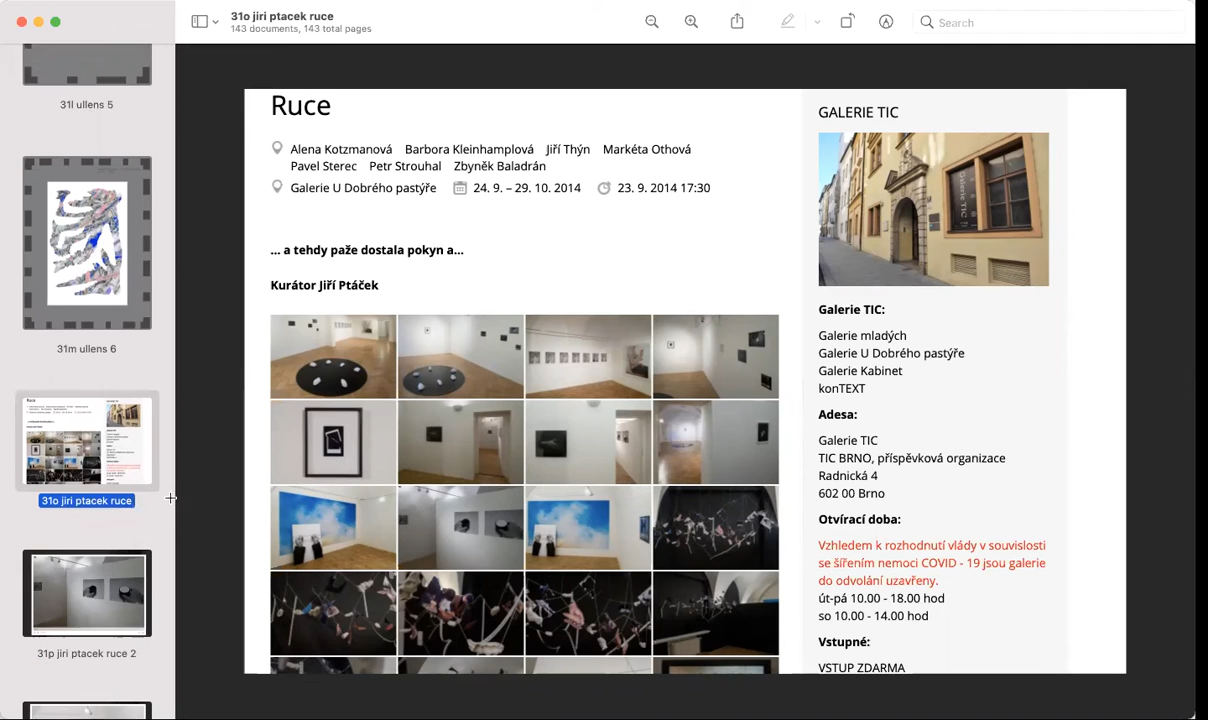 31o jiri ptacek ruce
143 documents, 143 total pages
Search
31l ullens 5
31m ullens 6
31o jiri ptacek ruce
31p jiri ptacek ruce 2
Ruce
Alena Kotzmanová Barbora Kleinhamplová Jiří Thýn Markéta Othová
Pavel Sterec Petr Strouhal Zbyněk Baladrán
Galerie U Dobrého pastýře 24. 9. – 29. 10. 2014 23. 9. 2014 17:30
... a tehdy paže dostala pokyn a...
Kurátor Jiří Ptáček
GALERIE TIC
Galerie TIC
Galerie TIC:
Galerie mladých
Galerie U Dobrého pastýře
Galerie Kabinet
konTEXT
Adesa:
Galerie TIC
TIC BRNO, příspěvková organizace
Radnická 4
602 00 Brno
Otvírací doba:
Vzhledem k rozhodnutí vlády v souvislosti
se šířením nemoci COVID - 19 jsou galerie
do odvolání uzavřeny.
út-pá 10.00 - 18.00 hod
so 10.00 - 14.00 hod
Vstupné:
VSTUP ZDARMA